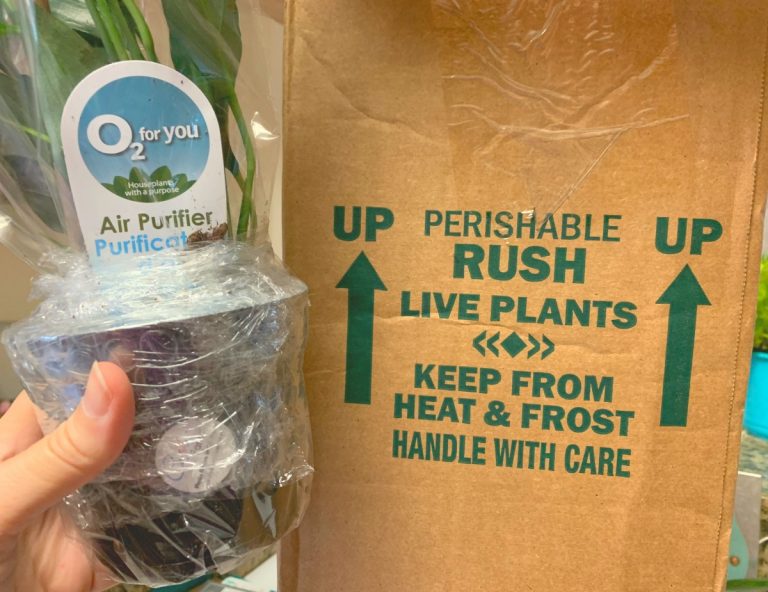 O2 for you
Houseplants
with a purpose
Air Purifier
UP PERISHABLE UP
RUSH
LIVE PLANTS
KEEP FROM
HEAT & FROST
HANDLE WITH CARE